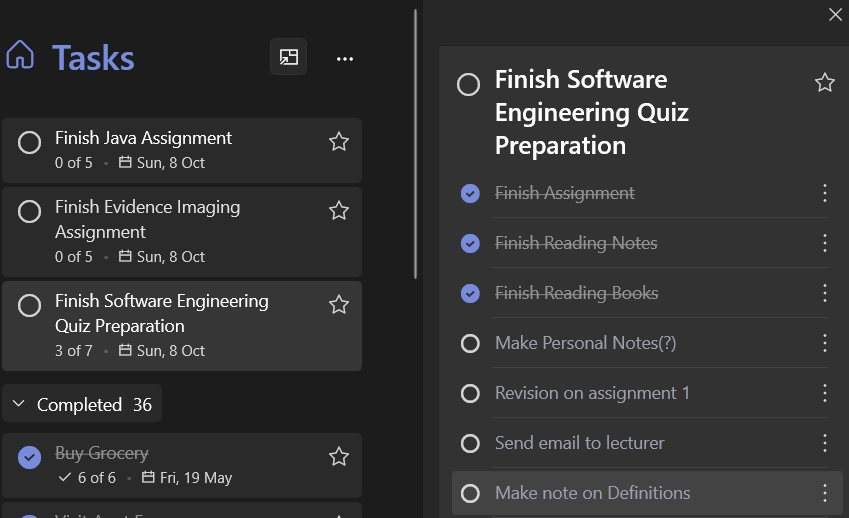 Tasks
Finish Java Assignment
0 of 5 • Sun, 8 Oct
Finish Evidence Imaging
Assignment
0 of 5 • Sun, 8 Oct
Finish Software Engineering
Quiz Preparation
3 of 7 • Sun, 8 Oct
Completed 36
Buy Grocery
6 of 6 • Fri, 19 May
Finish Software
Engineering Quiz
Preparation
Finish Assignment
Finish Reading Notes
Finish Reading Books
Make Personal Notes(?)
Revision on assignment 1
Send email to lecturer
Make note on Definitions